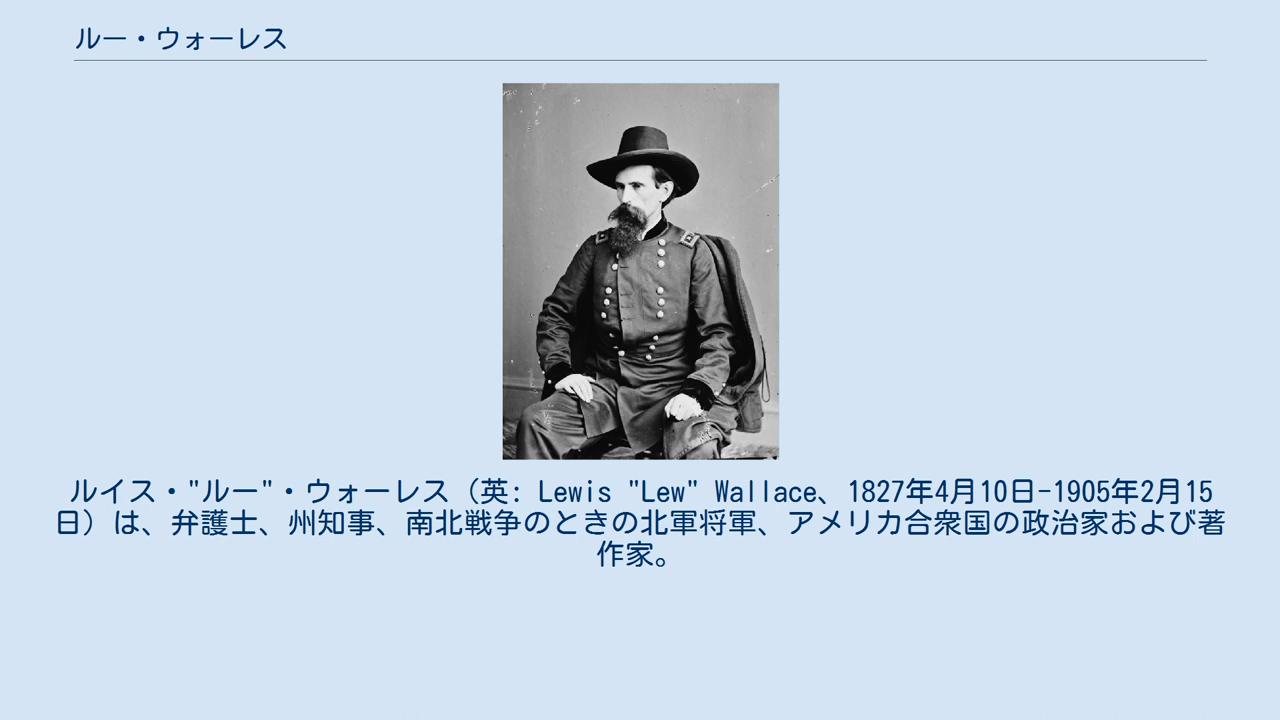 ルー・ウォーレス
ルイス・"ルー"・ウォーレス（英: Lewis "Lew" Wallace、1827年4月10日-1905年2月15
日）は、弁護士、州知事、南北戦争のときの北軍将軍、アメリカ合衆国の政治家および著
作家。